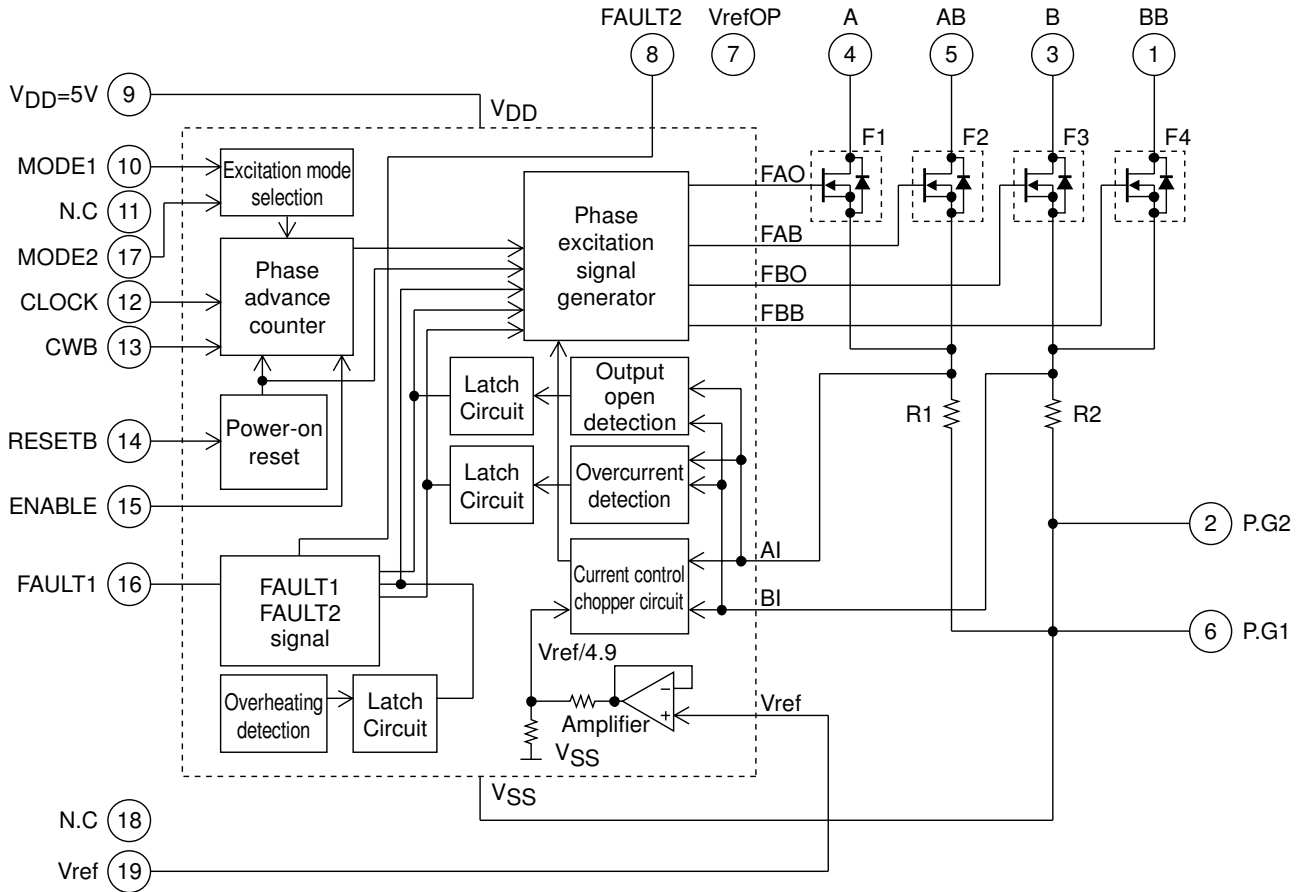 FAULT2 VrefOP A AB B BB
8 7 4 5 3 1
VDD=5V 9
VDD
MODE1 10
Excitation mode
selection
F1 F2 F3 F4
FAO
N.C 11
MODE2 17
Phase
advance
counter
Phase
excitation
signal
generator
FAB
FBO
FBB
CLOCK 12
CWB 13
Latch
Circuit
Output
open
detection
R1 R2
RESETB 14
Power-on
reset
Latch
Circuit
Overcurrent
detection
ENABLE 15
2 P.G2
FAULT1 16
FAULT1
FAULT2
signal
Current control
chopper circuit
AI
BI
6 P.G1
Vref/4.9
Overheating
detection
Latch
Circuit
–
+
Amplifier
Vref
VSS
VSS
N.C 18
Vref 19